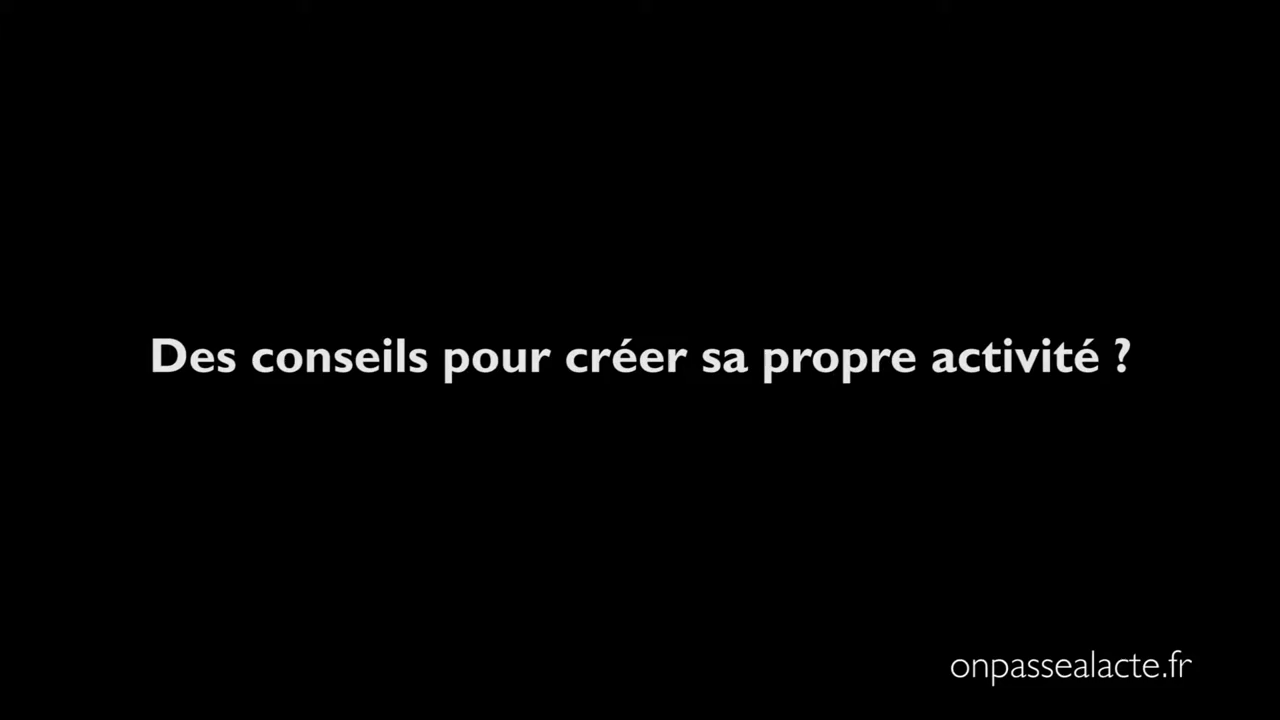 Des conseils pour créer sa propre activité ?
onpassealacte.fr